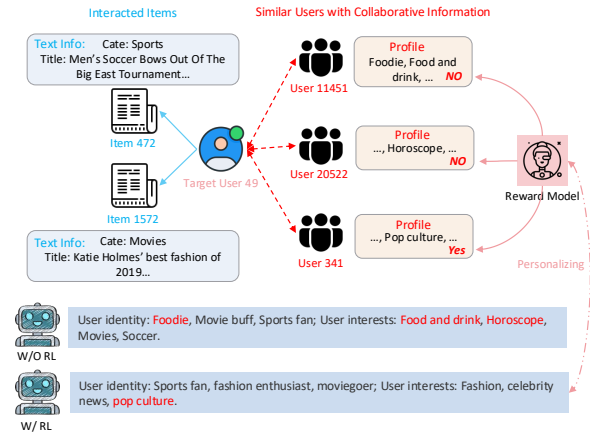 Interacted Items
Similar Users with Collaborative Information
Text Info: Cate: Sports
Title: Men's Soccer Bows Out Of The
Big East Tournament...
Item 472
Item 1572
Text Info: Cate: Movies
Title: Katie Holmes' best fashion of
2019...
Target User 49
User 11451
Profile
Foodie, Food and
drink, ... NO
User 20522
Profile
..., Horoscope, ...
NO
User 341
Profile
..., Pop culture, ...
Yes
Reward Model
Personalizing
W/O RL
User identity: Foodie, Movie buff, Sports fan; User interests: Food and drink, Horoscope,
Movies, Soccer.
W/ RL
User identity: Sports fan, fashion enthusiast, moviegoer; User interests: Fashion, celebrity
news, pop culture.